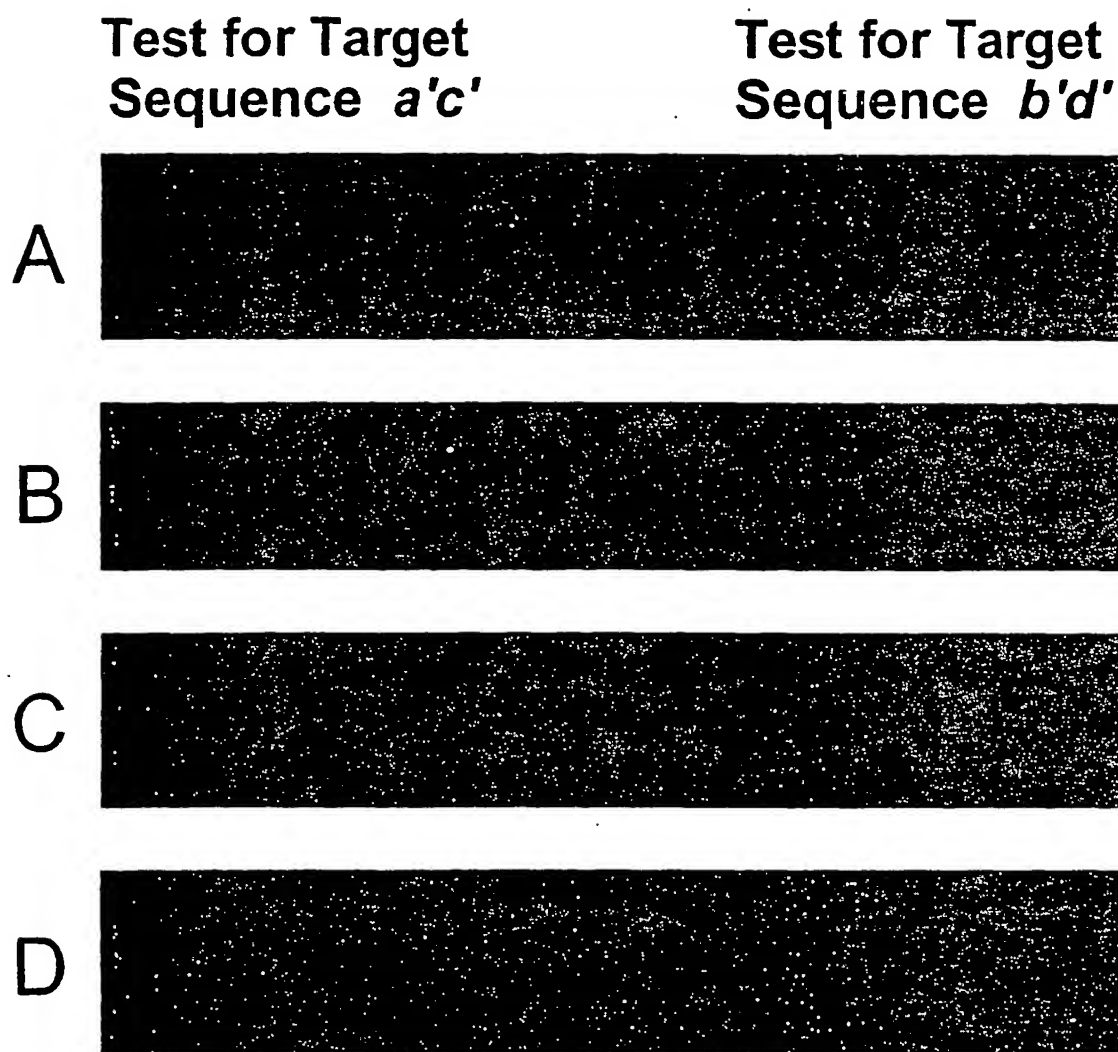 Test for Target
Sequence a'c'
Test for Target
Sequence b'd'
A
B
C
D